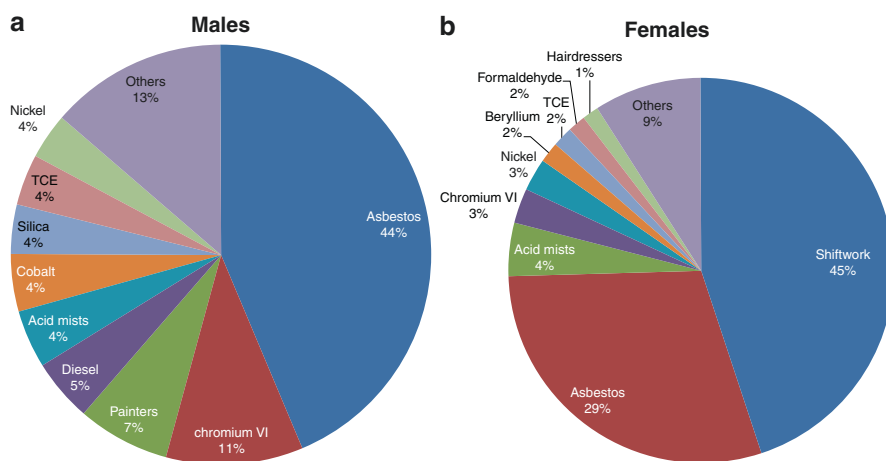 a
Males
Asbestos
44%
chromium VI
11%
Painters
7%
Diesel
5%
Acid mists
4%
Cobalt
4%
Silica
4%
TCE
4%
Nickel
4%
Others
13%
b
Females
Shiftwork
45%
Asbestos
29%
Acid mists
4%
Chromium VI
3%
Nickel
3%
Beryllium
2%
TCE
2%
Formaldehyde
2%
Hairdressers
1%
Others
9%